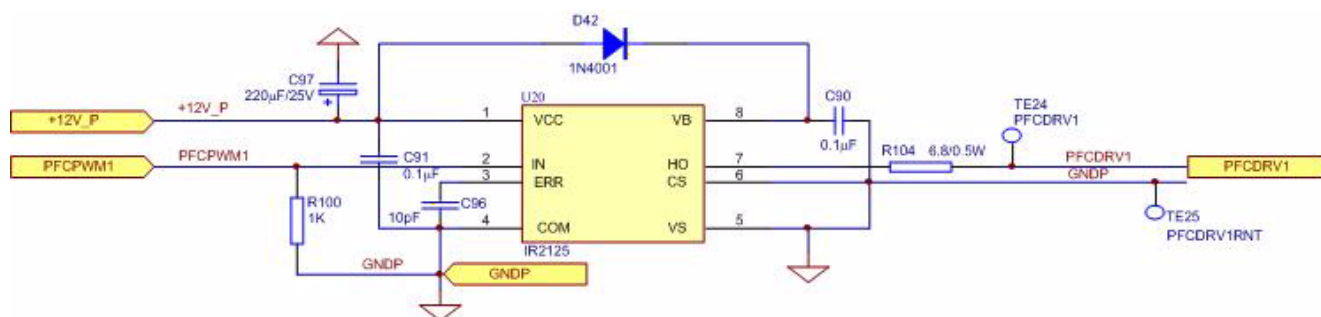 D42
1N4001
C97
220µF/25V
+
+12V_P
+12V_P
U20
1
VCC
VB
8
C90
0.1µF
TE24
PFCDRV1
PFCPWM1
PFCPWM1
C91
0.1µF
2
IN
HO
7
R104
6.8/0.5W
PFCDRV1
PFCDRV1
3
ERR
CS
6
GNDP
R100
1K
C96
10pF
4
COM
VS
5
TE25
PFCDRV1RNT
IR2125
GNDP
GNDP